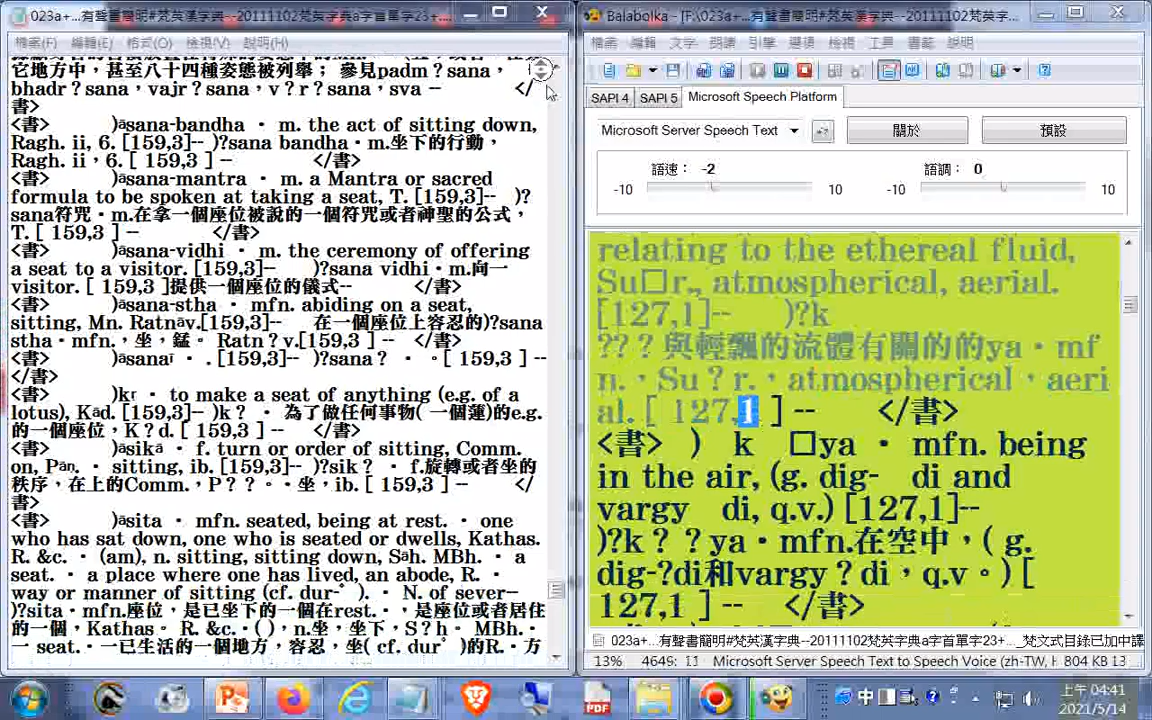 023a+...有聲書簡明#梵英漢字典--20111102梵英字典a字首單字23+...
檔案(F) 編輯(E) 格式(O) 檢視(V) 說明(H)
它地方中，甚至八十四種姿態被列舉； 參見padm？sana，
bhadr？sana，vajr？sana，v？r？sana，sva -- </
書>
<書> )āsana-bandha ‧ m. the act of sitting down,
Ragh. ii, 6. [159,3]--- )?sana bandha‧m.坐下的行動，
Ragh. ii，6. [ 159,3 ] -- </書>
<書> )āsana-mantra ‧ m. a Mantra or sacred
formula to be spoken at taking a seat, T. [159,3]-- )?
sana符咒‧m.在拿一個座位被說的一個符咒或者神聖的公式，
T. [ 159,3 ] -- </書>
<書> )āsana-vidhi ‧ m. the ceremony of offering
a seat to a visitor. [159,3]-- )?sana vidhi‧m.向一
visitor. [ 159,3 ]提供一個座位的儀式-- </書>
<書> )āsana-stha ‧ mfn. abiding on a seat,
sitting, Mn. Ratnāv.[159,3]-- 在一個座位上容忍的)?sana
stha‧mfn.，坐，錳。 Ratn？v.[159,3 ] -- </書>
<書> )āsanaī ‧ .[159,3]-- )?sana? ‧ 。[ 159,3 ] --
</書>
<書> )kṛ ‧ to make a seat of anything (e.g. of a
lotus), Kād. [159,3]-- )k？ ‧ 為了做任何事物( 一個蓮)的e.g.
的一個座位，K？d. [ 159,3 ] -- </書>
<書> )āsikā ‧ f. turn or order of sitting, Comm.
on, Pāṇ. ‧ sitting, ib. [159,3]-- )?sik？ ‧ f.旋轉或者坐的
秩序，在上的Comm.，P？？。‧坐，ib. [ 159,3 ] -- </
書>
<書> )āsita ‧ mfn. seated, being at rest. ‧ one
who has sat down, one who is seated or dwells, Kathas.
R. &c. ‧ (am), n. sitting, sitting down, Sāh. MBh. ‧ a
seat. ‧ a place where one has lived, an abode, R. ‧
way or manner of sitting (cf. dur-゜). ‧ N. of sever--
)?sita‧mfn.座位，是已坐下的一個在rest.‧，是座位或者居住
的一個，Kathas。 R. &c.‧( )，n.坐，坐下，S？h。 MBh.‧
一 seat.‧一已生活的一個地方，容忍，坐( cf. dur゜)的R.‧方
Balabolka - [F:\023a+...有聲書簡明#梵英漢字典--20111102梵英字...
檔案 編輯 文字 朗讀 引擎 選項 檢視 工具 書籤 說明
SAPI 4 SAPI 5 Microsoft Speech Platform
Microsoft Server Speech Text 關於 預設
語速： -2 語調： 0
-10 10 -10 10
relating to the ethereal fluid,
Su□r., atmospherical, aerial.
[127,1]-- )?k
???與輕飄的流體有關的的ya‧mf
n.‧Su？r.‧atmospherical‧aeri
al. [ 127,1 ] -- </書>
<書> ) k □ya ‧ mfn. being
in the air, (g. dig- di and
vargy di, q.v.) [127,1]--
)?k？？ya‧mfn.在空中，( g.
dig-?di和vargy？di，q.v。) [
127,1 ] -- </書>
023a+...有聲書簡明#梵英漢字典--20111102梵英字典a字首單字23+..._梵文式目錄已加中譯
13% 4649: 11 Microsoft Server Speech Text to Speech Voice (zh-TW, 804 KB 13
中
上午 04:41
2021/5/14